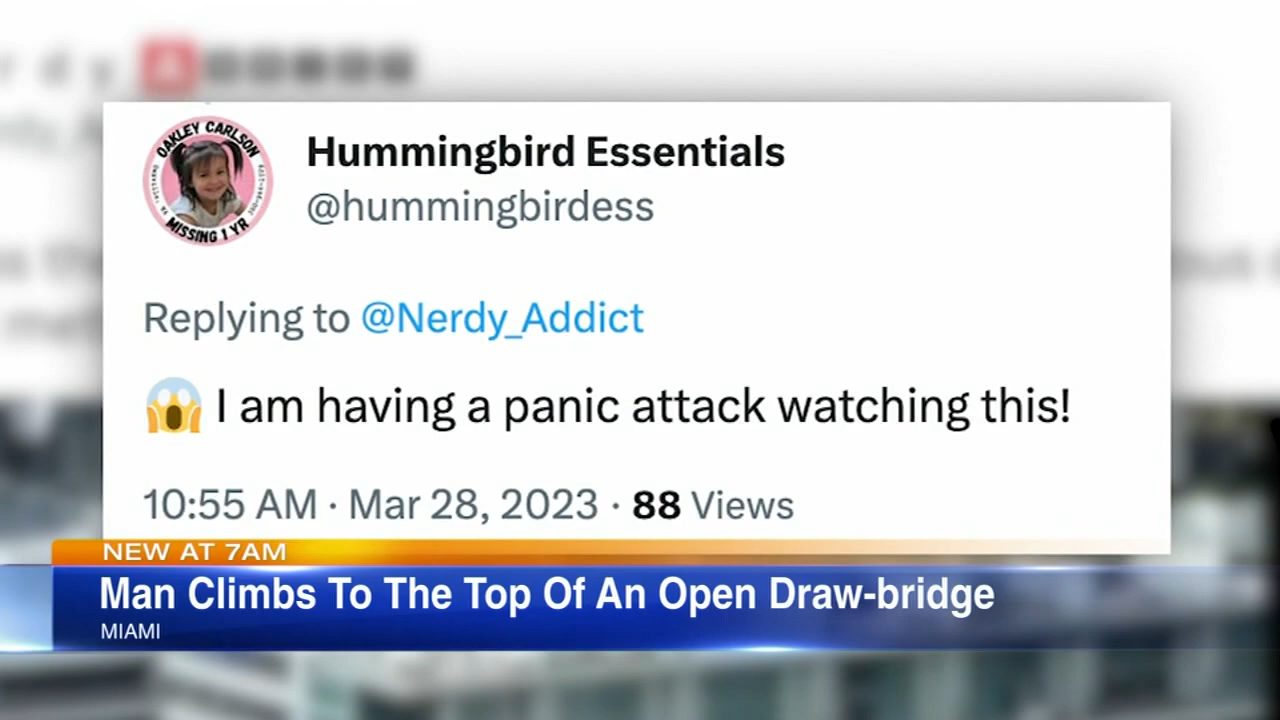 OAKLEY CARLSON
MISSING 1 YR
Hummingbird Essentials
@hummingbirdess
Replying to @Nerdy_Addict
😱 I am having a panic attack watching this!
10:55 AM · Mar 28, 2023 · 88 Views
NEW AT 7AM
Man Climbs To The Top Of An Open Draw-bridge
MIAMI